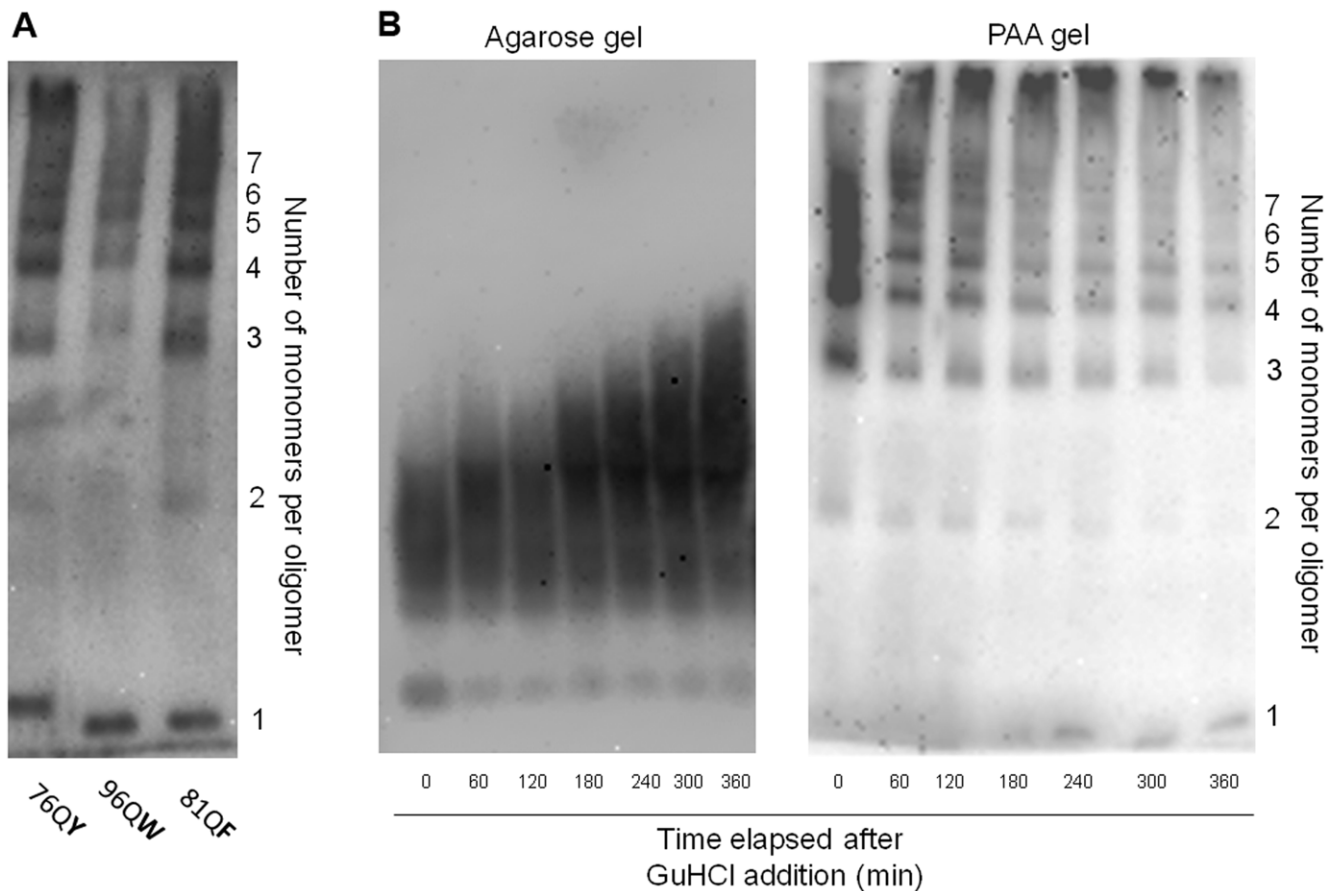 A
7
6
5
4
3
2
1
Number of monomers per oligomer
76QY
96QW
81QF
B
Agarose gel
PAA gel
7
6
5
4
3
2
1
Number of monomers per oligomer
0 60 120 180 240 300 360
0 60 120 180 240 300 360
Time elapsed after
GuHCl addition (min)